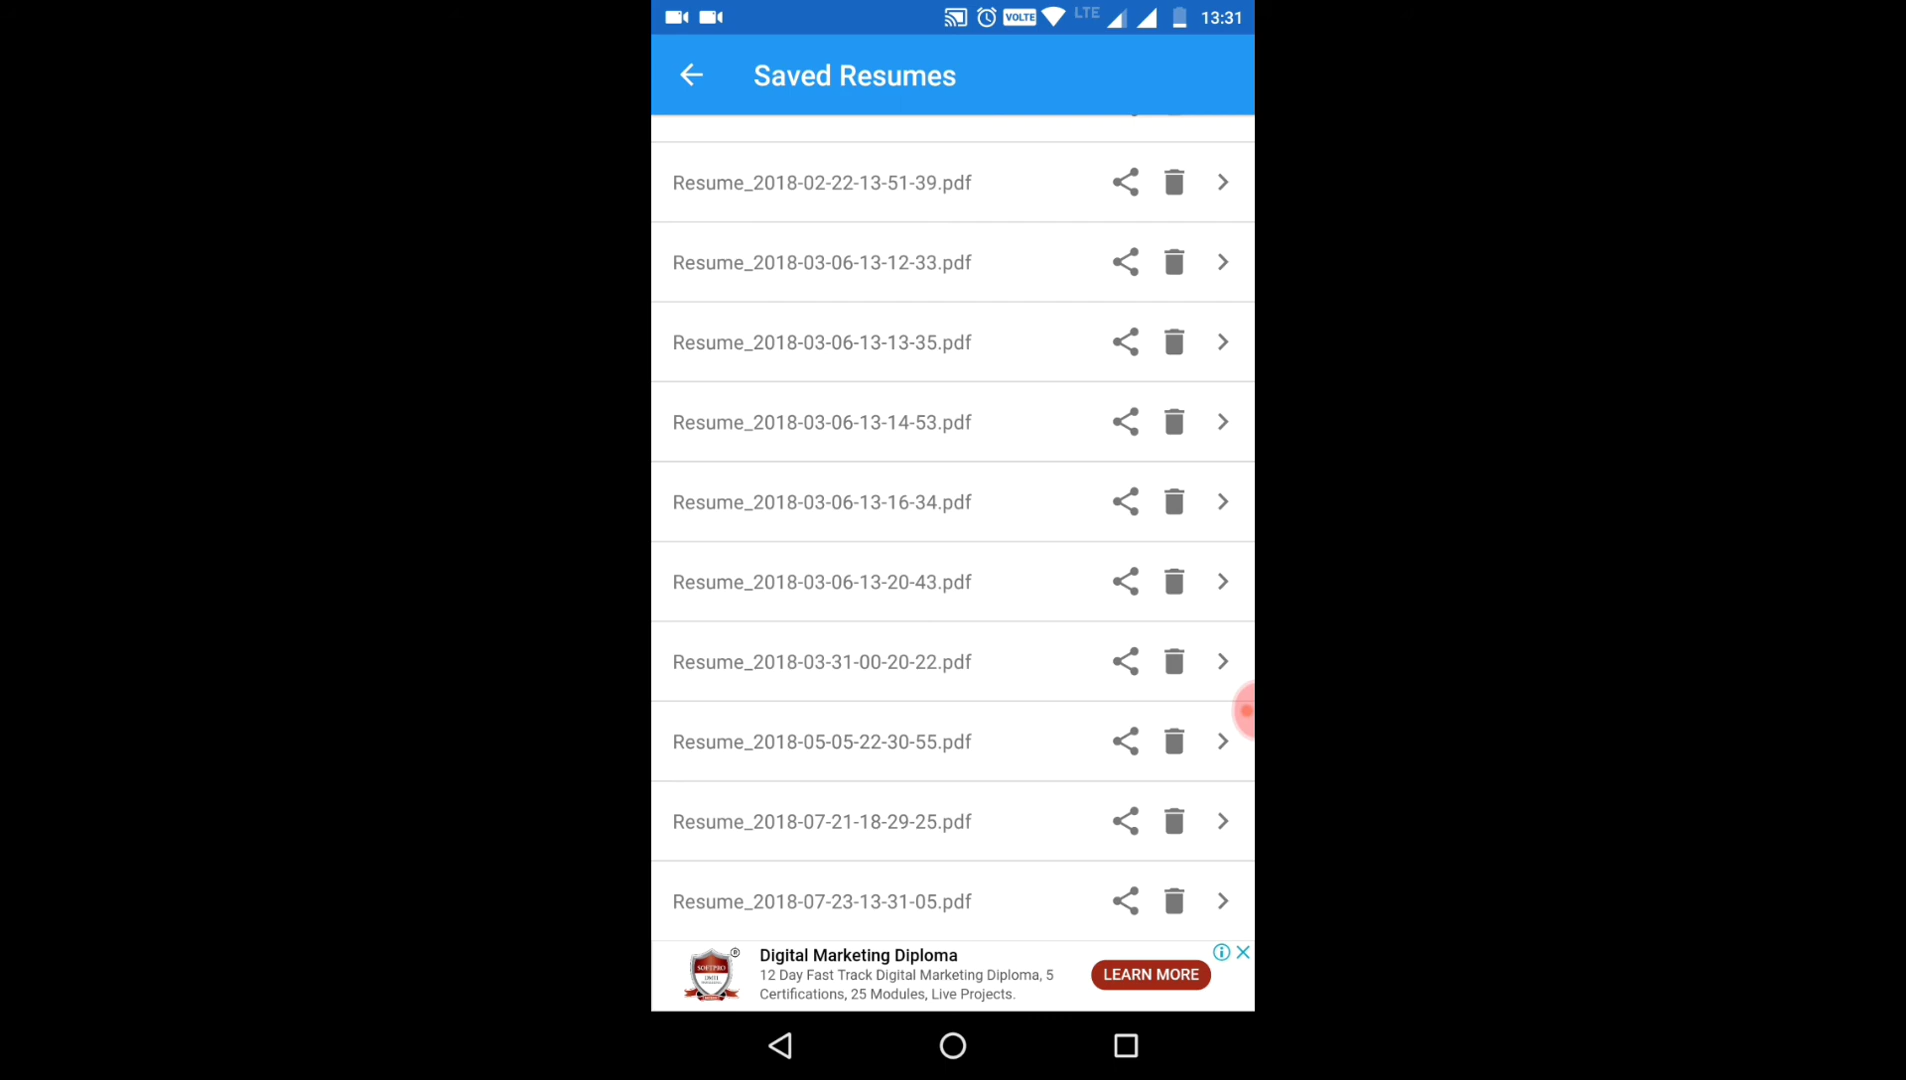 VOLTE LTE 13:31
Saved Resumes
Resume_2018-02-22-13-51-39.pdf
Resume_2018-03-06-13-12-33.pdf
Resume_2018-03-06-13-13-35.pdf
Resume_2018-03-06-13-14-53.pdf
Resume_2018-03-06-13-16-34.pdf
Resume_2018-03-06-13-20-43.pdf
Resume_2018-03-31-00-20-22.pdf
Resume_2018-05-05-22-30-55.pdf
Resume_2018-07-21-18-29-25.pdf
Resume_2018-07-23-13-31-05.pdf
SOFTPRO
Digital Marketing Diploma
12 Day Fast Track Digital Marketing Diploma, 5
Certifications, 25 Modules, Live Projects.
LEARN MORE